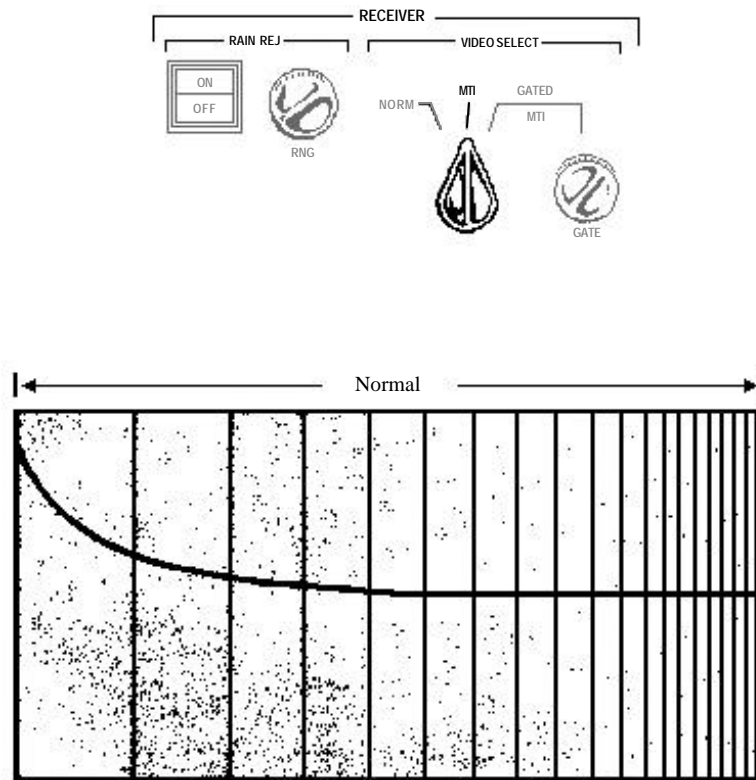 RECEIVER
RAIN REJ
VIDEO SELECT
ON
OFF
RNG
NORM
MTI
GATED
MTI
GATE
Normal